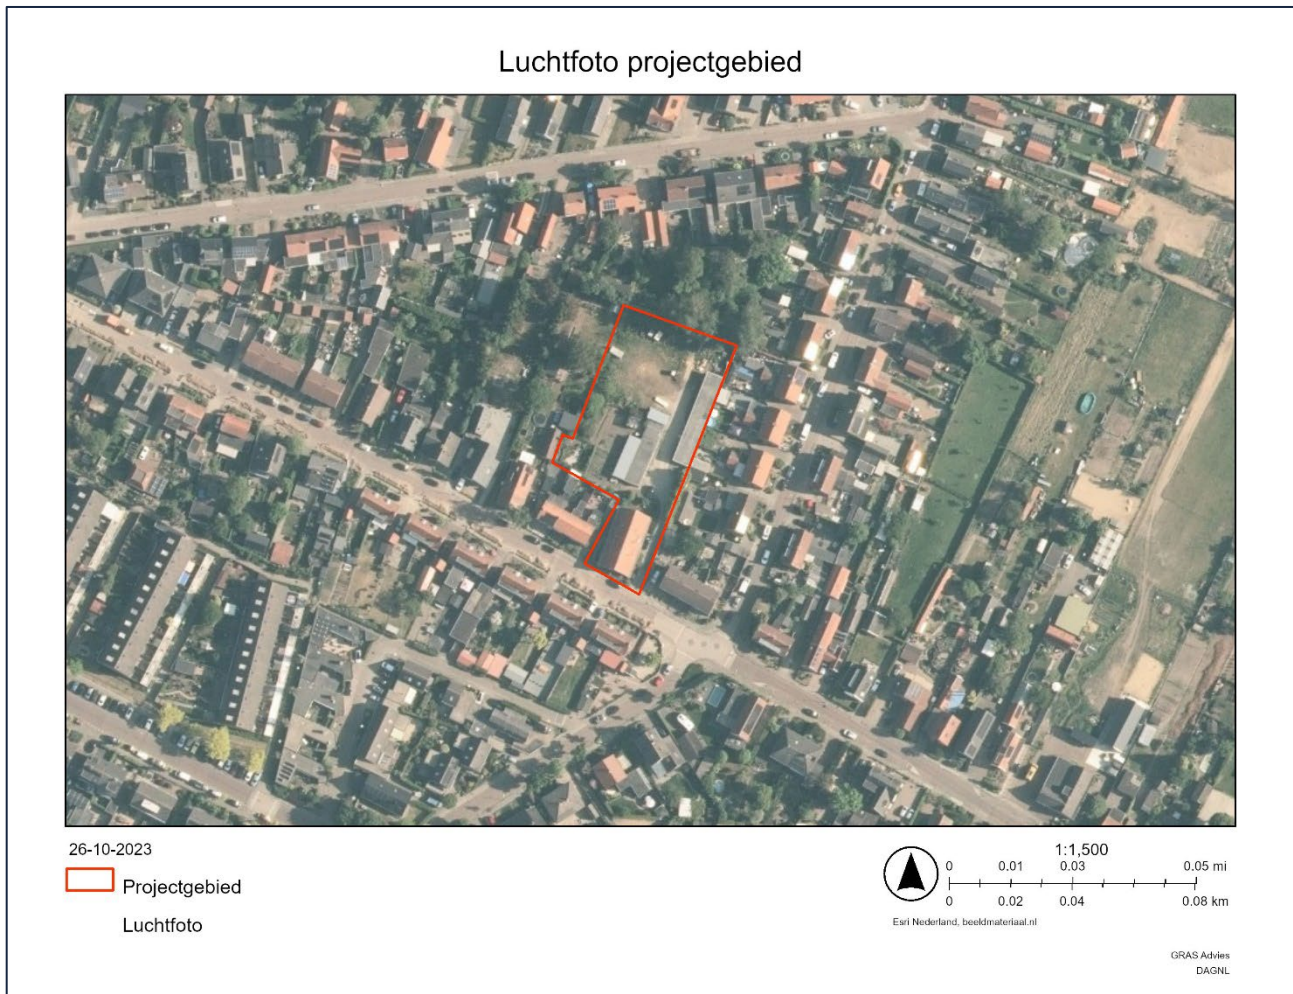 Luchtfoto projectgebied
26-10-2023
Projectgebied
Luchtfoto
1:1,500
0 0.01 0.03 0.05 mi
0 0.02 0.04 0.08 km
Esri Nederland, beeldmateriaal.nl
GRAS Advies
DAGNL